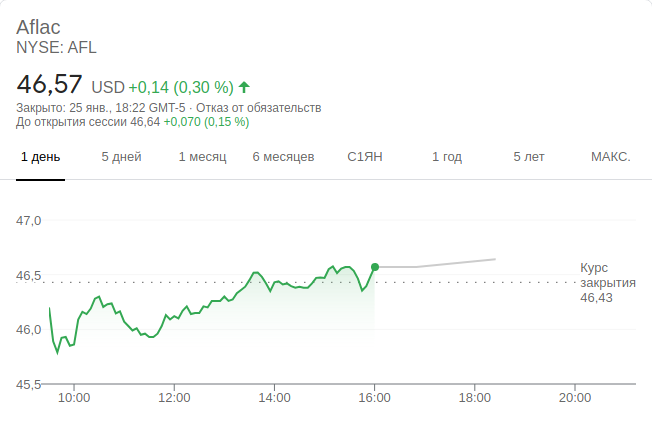 Aflac
NYSE: AFL
46,57 USD +0,14 (0,30 %)
Закрыто: 25 янв., 18:22 GMT-5 · Отказ от обязательств
До открытия сессии 46,64 +0,070 (0,15 %)
1 день 5 дней 1 месяц 6 месяцев С1ЯН 1 год 5 лет МАКС.
47,0
46,5
46,0
45,5
Курс
закрытия
46,43
10:00 12:00 14:00 16:00 18:00 20:00